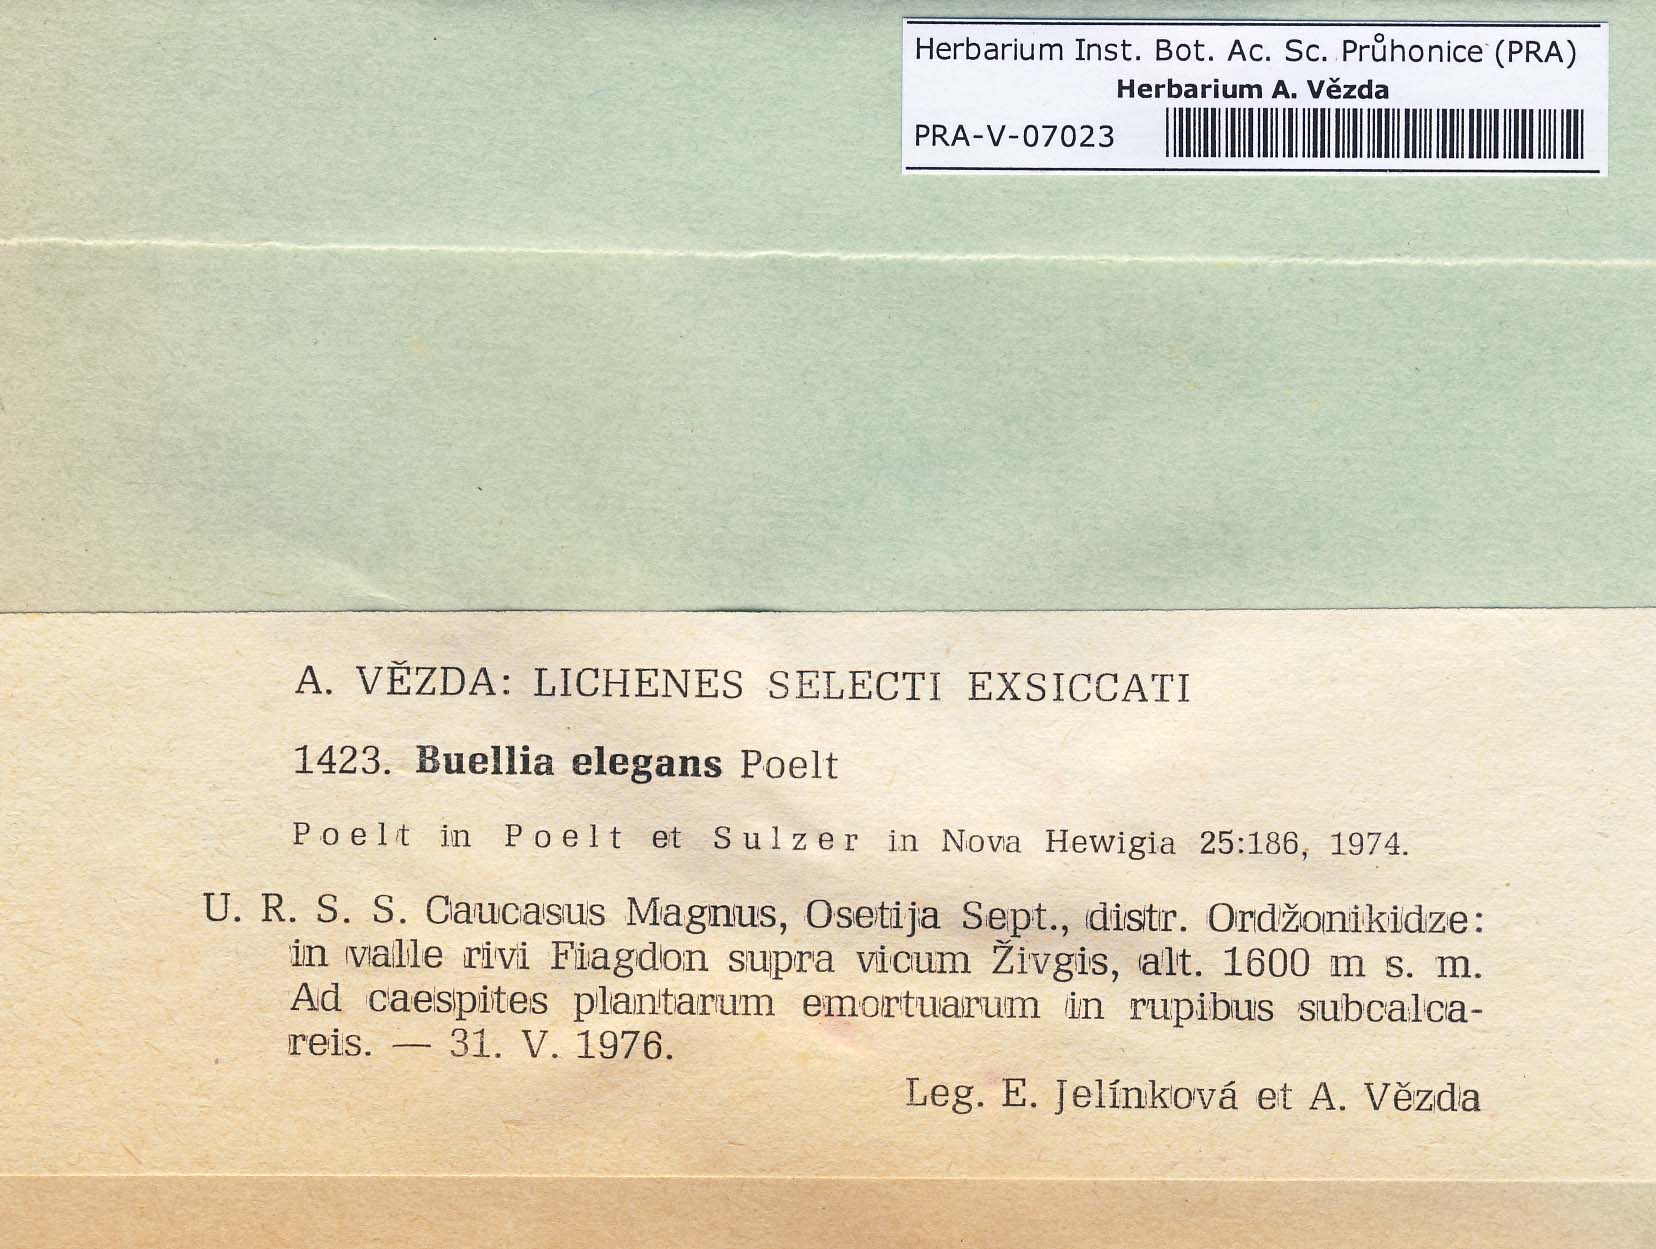 Herbarium Inst. Bot. Ac. Sc. Průhonice (PRA)
Herbarium A. Vězda
PRA-V-07023
A. VĚZDA: LICHENES SELECTI EXSICCATI
1423. Buellia elegans Poelt
Poelt in Poelt et Sulzer in Nova Hewigia 25:186, 1974.
U. R. S. S. Caucasus Magnus, Osetija Sept., distr. Ordžonikidze:
in valle rivi Fiagdon supra vicum Živgis, alt. 1600 m s. m.
Ad caespites plantarum emortuarum in rupibus subcalca-
reis. — 31. V. 1976.
Leg. E. Jelínková et A. Vězda